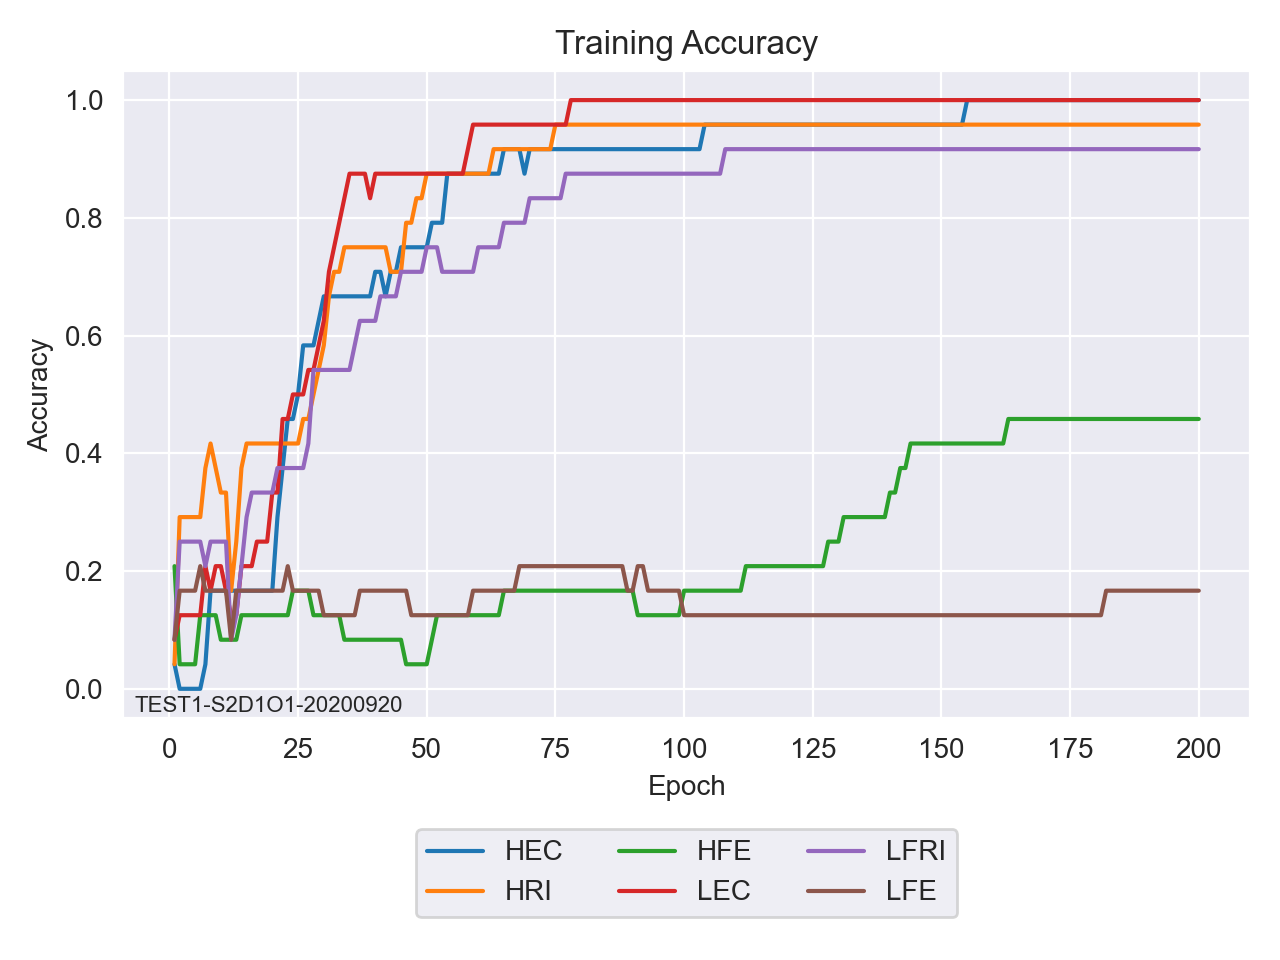 Training Accuracy
1.0
0.8
0.6
0.4
0.2
0.0
Accuracy
TEST1-S2D1O1-20200920
0 25 50 75 100 125 150 175 200
Epoch
HEC HFE LFRI
HRI LEC LFE